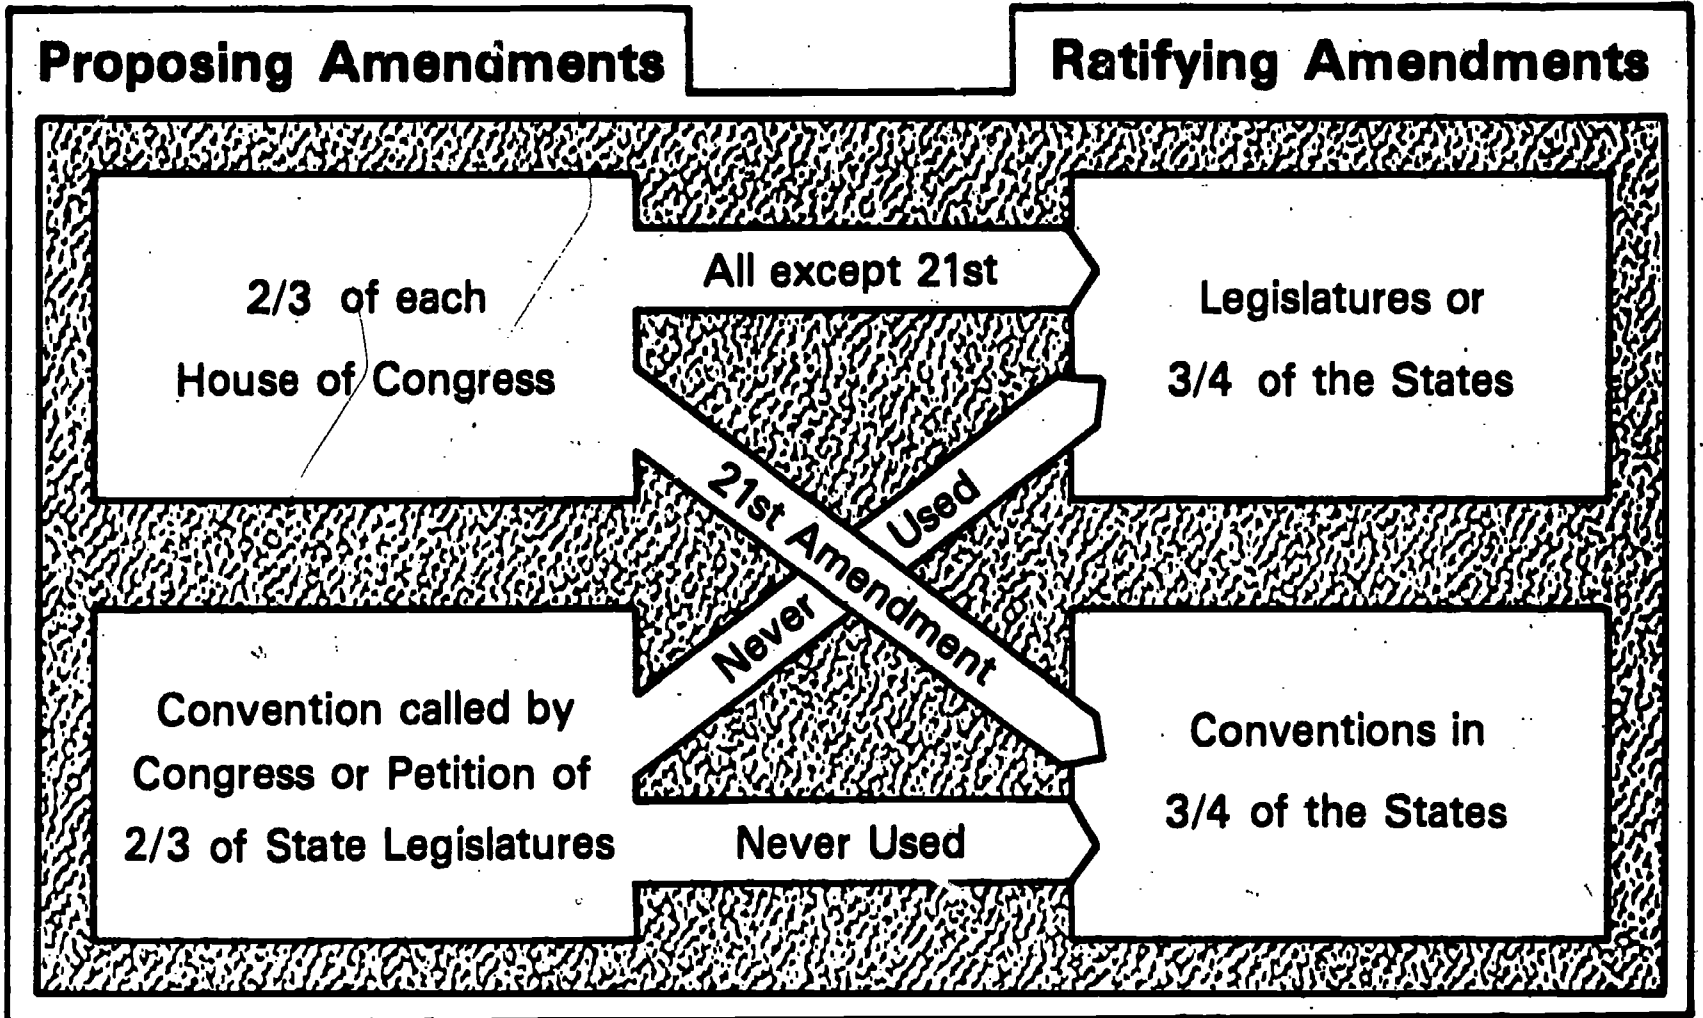 Proposing Amendments
Ratifying Amendments
2/3 of each
House of Congress
All except 21st
Legislatures or
3/4 of the States
21st Amendment
Never Used
Convention called by
Congress or Petition of
2/3 of State Legislatures
Never Used
Conventions in
3/4 of the States